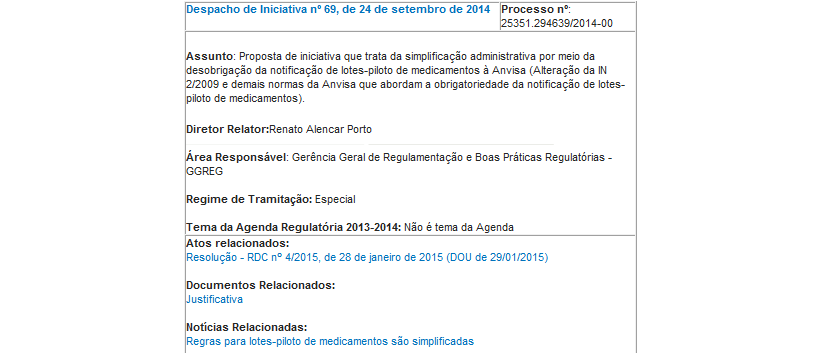 Despacho de Iniciativa nº 69, de 24 de setembro de 2014
Processo nº:
25351.294639/2014-00
Assunto: Proposta de iniciativa que trata da simplificação administrativa por meio da
desobrigação da notificação de lotes-piloto de medicamentos à Anvisa (Alteração da IN
2/2009 e demais normas da Anvisa que abordam a obrigatoriedade da notificação de lotes-
piloto de medicamentos).
Diretor Relator:Renato Alencar Porto
Área Responsável: Gerência Geral de Regulamentação e Boas Práticas Regulatórias -
GGREG
Regime de Tramitação: Especial
Tema da Agenda Regulatória 2013-2014: Não é tema da Agenda
Atos relacionados:
Resolução - RDC nº 4/2015, de 28 de janeiro de 2015 (DOU de 29/01/2015)
Documentos Relacionados:
Justificativa
Notícias Relacionadas:
Regras para lotes-piloto de medicamentos são simplificadas